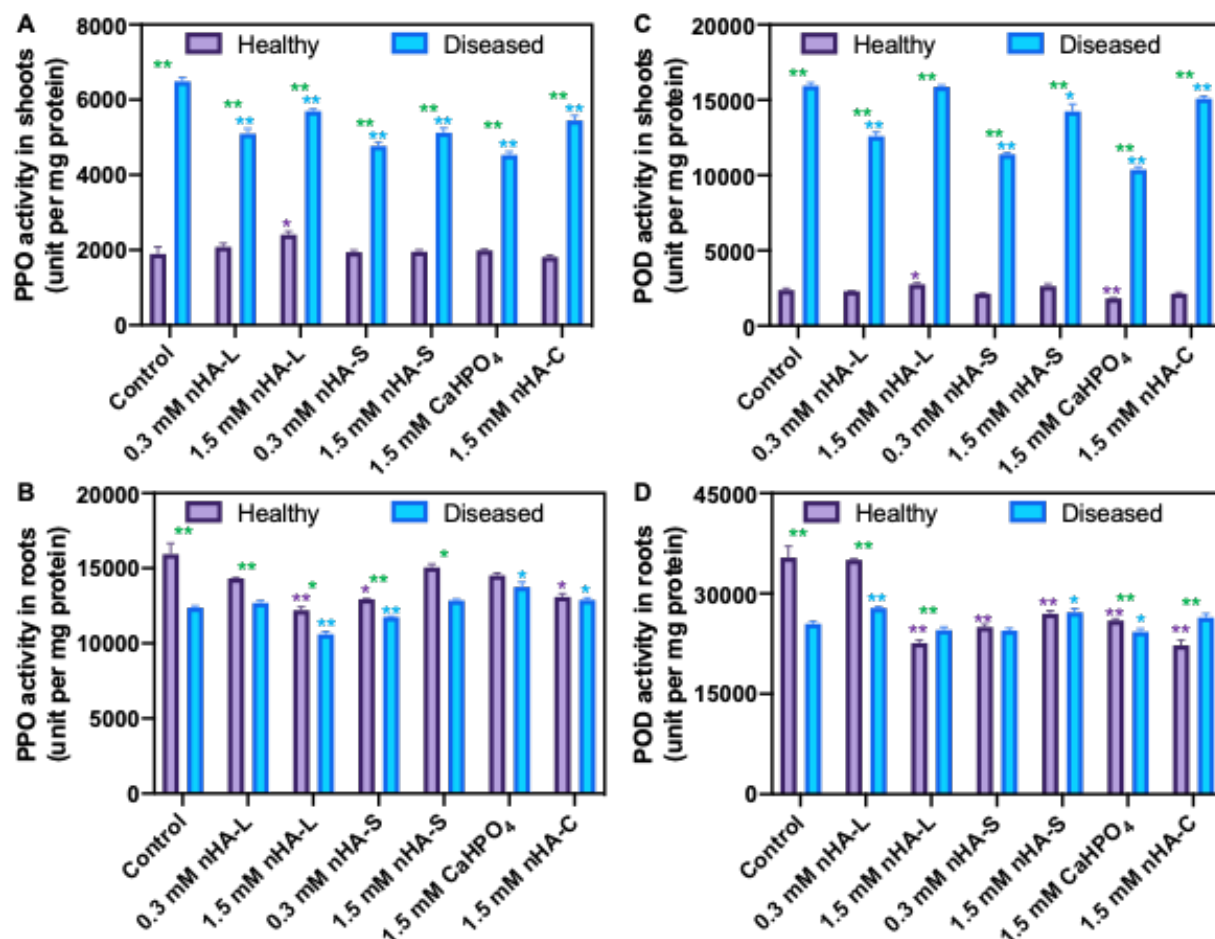 A
PPO activity in shoots
(unit per mg protein)
8000
6000
4000
2000
0
Healthy
Diseased
**
** **
** **
*
** **
** **
** **
** **
Control
0.3 mM nHA-L
1.5 mM nHA-L
0.3 mM nHA-S
1.5 mM nHA-S
1.5 mM CaHPO4
1.5 mM nHA-C
C
POD activity in shoots
(unit per mg protein)
20000
15000
10000
5000
0
Healthy
Diseased
**
** **
**
*
** **
** *
** **
**
** **
Control
0.3 mM nHA-L
1.5 mM nHA-L
0.3 mM nHA-S
1.5 mM nHA-S
1.5 mM CaHPO4
1.5 mM nHA-C
B
PPO activity in roots
(unit per mg protein)
20000
15000
10000
5000
0
Healthy
Diseased
**
**
** *
**
* **
**
*
*
* *
Control
0.3 mM nHA-L
1.5 mM nHA-L
0.3 mM nHA-S
1.5 mM nHA-S
1.5 mM CaHPO4
1.5 mM nHA-C
D
POD activity in roots
(unit per mg protein)
45000
30000
15000
0
Healthy
Diseased
**
**
**
**
**
**
** *
**
** *
**
**
Control
0.3 mM nHA-L
1.5 mM nHA-L
0.3 mM nHA-S
1.5 mM nHA-S
1.5 mM CaHPO4
1.5 mM nHA-C